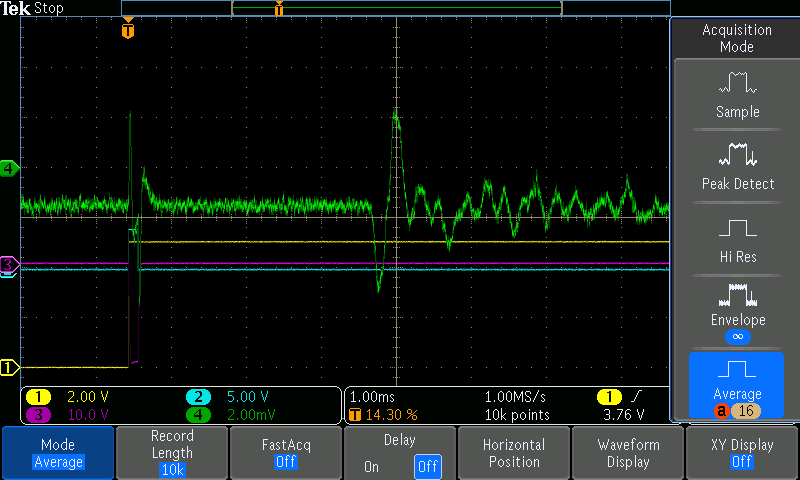 Tek Stop
T
T
Acquisition
Mode
Sample
Peak Detect
Hi Res
Envelope
∞
Average
a 16
4
3
1
1 2.00 V 2 5.00 V
3 10.0 V 4 2.00mV
1.00ms 1.00MS/s 1
T 14.30 % 10k points 3.76 V
Mode
Average
Record
Length
10k
FastAcq
Off
Delay
On Off
Horizontal
Position
Waveform
Display
XY Display
Off